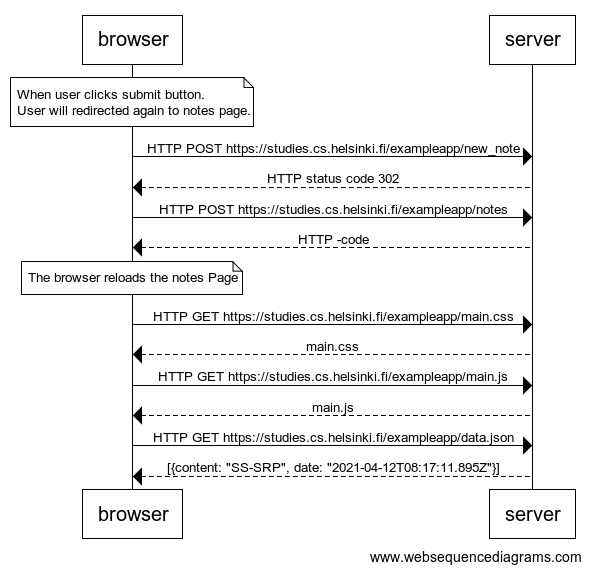 browser
server
When user clicks submit button.
User will redirected again to notes page.
HTTP POST https://studies.cs.helsinki.fi/exampleapp/new_note
HTTP status code 302
HTTP POST https://studies.cs.helsinki.fi/exampleapp/notes
HTTP -code
The browser reloads the notes Page
HTTP GET https://studies.cs.helsinki.fi/exampleapp/main.css
main.css
HTTP GET https://studies.cs.helsinki.fi/exampleapp/main.js
main.js
HTTP GET https://studies.cs.helsinki.fi/exampleapp/data.json
[{content: "SS-SRP", date: "2021-04-12T08:17:11.895Z"}]
browser
server
www.websequencediagrams.com